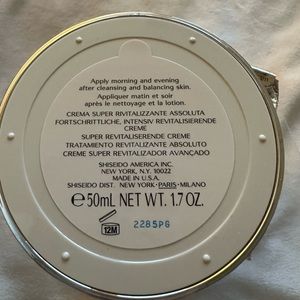 Apply morning and evening
after cleansing and balancing skin.
Appliquer matin et soir
après le nettoyage et la lotion.
CREMA SUPER RIVITALIZZANTE ASSOLUTA
FORTSCHRITTLICHE, INTENSIV REVITALISERENDE
CREME
SUPER REVITALISERENDE CREME
TRATAMIENTO REVITALIZANTE ABSOLUTO
CREME SUPER REVITALIZADOR AVANÇADO
SHISEIDO AMERICA INC.
NEW YORK, N.Y. 10022
MADE IN U.S.A.
SHISEIDO DIST. NEW YORK·PARIS·MILANO
℮50mL NET WT. 1.7 OZ.
12M
2285PG